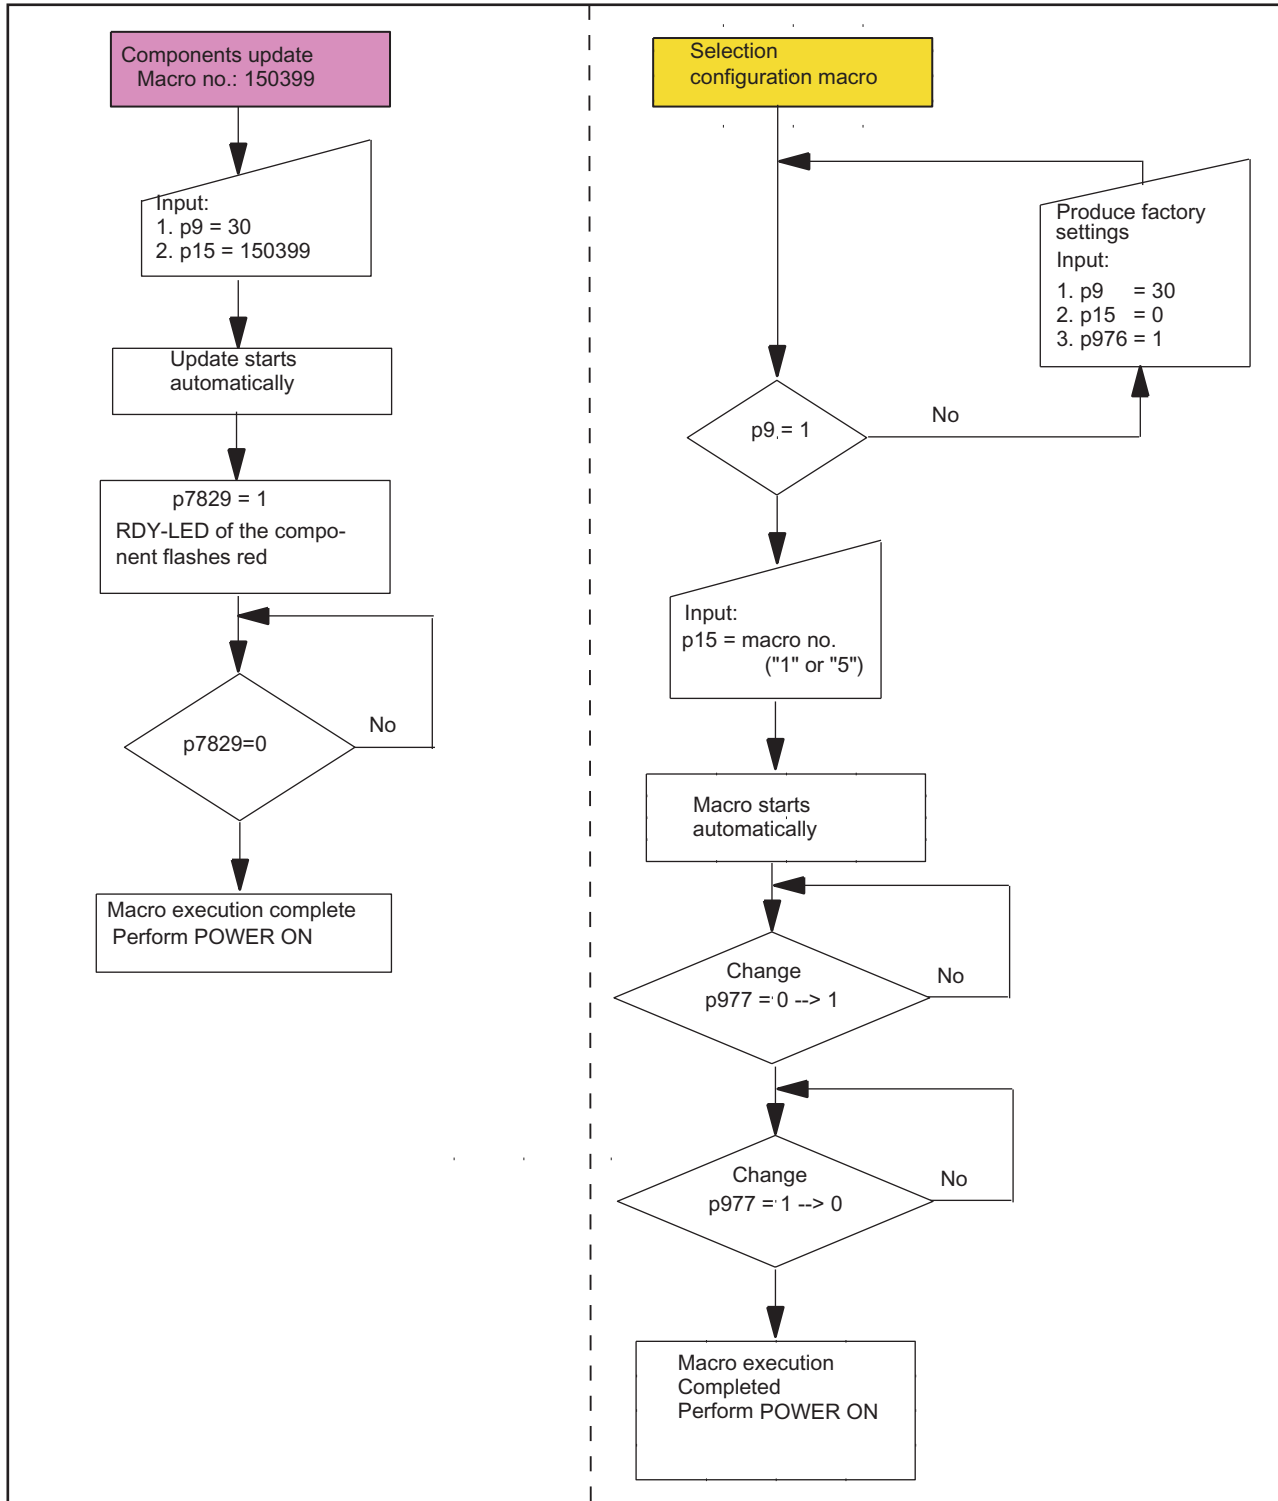 Components update
Macro no.: 150399
Input:
1. p9 = 30
2. p15 = 150399
Update starts
automatically
p7829 = 1
RDY-LED of the compo-
nent flashes red
p7829=0
No
Macro execution complete
Perform POWER ON
Selection
configuration macro
Produce factory
settings
Input:
1. p9 = 30
2. p15 = 0
3. p976 = 1
p9 = 1
No
Input:
p15 = macro no.
("1" or "5")
Macro starts
automatically
Change
p977 = 0 --> 1
No
Change
p977 = 1 --> 0
No
Macro execution
Completed
Perform POWER ON